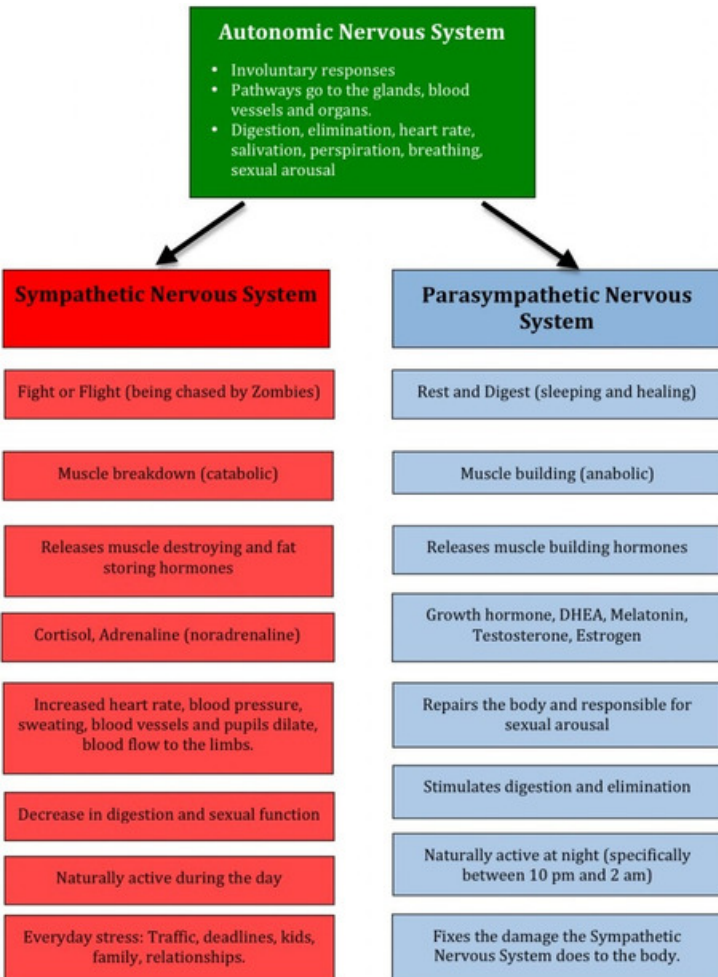 Autonomic Nervous System
• Involuntary responses
• Pathways go to the glands, blood
vessels and organs.
• Digestion, elimination, heart rate,
salivation, perspiration, breathing,
sexual arousal
Sympathetic Nervous System
Fight or Flight (being chased by Zombies)
Muscle breakdown (catabolic)
Releases muscle destroying and fat
storing hormones
Cortisol, Adrenaline (noradrenaline)
Increased heart rate, blood pressure,
sweating, blood vessels and pupils dilate,
blood flow to the limbs.
Decrease in digestion and sexual function
Naturally active during the day
Everyday stress: Traffic, deadlines, kids,
family, relationships.
Parasympathetic Nervous
System
Rest and Digest (sleeping and healing)
Muscle building (anabolic)
Releases muscle building hormones
Growth hormone, DHEA, Melatonin,
Testosterone, Estrogen
Repairs the body and responsible for
sexual arousal
Stimulates digestion and elimination
Naturally active at night (specifically
between 10 pm and 2 am)
Fixes the damage the Sympathetic
Nervous System does to the body.